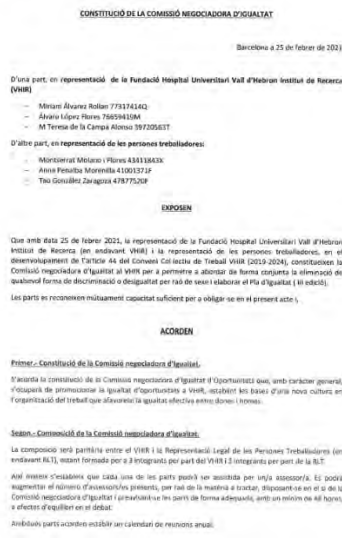 CONSTITUCIÓ DE LA COMISSIÓ NEGOCIADORA D'IGUALTAT
Barcelona a 25 de febrer de 2021
D'una part, en representació de la Fundació Hospital Universitari Vall d'Hebron Institut de Recerca
(VHIR)
- Miriam Álvarez Rollan 77317414Q
- Álvaro López Flores 76659419M
- M Teresa de la Campa Alonso 39720563T
D'altre part, en representació de les persones treballadores:
- Montserrat Molano i Flores 43411843X
- Anna Penalba Morenilla 41001371F
- Tao González Zaragoza 47877520F
EXPOSEN
Que amb data 25 de febrer 2021, la representació de la Fundació Hospital Universitari Vall d'Hebron
Institut de Recerca (en endavant VHIR) i la representació de les persones treballadores, en el
desenvolupament de l'article 44 del Conveni Col·lectiu de Treball VHIR (2019-2024), constitueixen la
Comissió negociadora d'Igualtat al VHIR per a permetre a abordar de forma conjunta la eliminació de
qualsevol forma de discriminació o desigualtat per raó de sexe i elaborar el Pla d'Igualtat ( III edició).
Les parts es reconeixen mútuament capacitat suficient per a obligar-se en el present acte i,
ACORDEN
Primer.- Constitució de la Comissió negociadora d'Igualtat.
S'acorda la constitució de la Comissió negociadora d'Igualtat d'Oportunitats que, amb caràcter general,
s'ocuparà de promocionar la igualtat d'oportunitats a VHIR, establint les bases d'una nova cultura en
l'organització del treball que afavoreixi la igualtat efectiva entre dones i homes.
Segon.- Composició de la Comissió negociadora d'Igualtat.
La composició serà paritària entre el VHIR i la Representació Legal de les Persones Treballadores (en
endavant RLT), estant formada per a 3 integrants per part del VHIR i 3 integrants per part de la RLT.
Així mateix s'estableix que cada una de les parts podrà ser assistida per un/a assessor/a. Es podrà
augmentar el número d'assessors/es presents, per raó de la matèria a tractar, disposant-se en el si de la
Comissió negociadora d'Igualtat i preavisant-se les parts de forma adequada, amb un mínim de 48 hores,
a efectes d'equilibri en el debat.
Ambdues parts acorden establir un calendari de reunions anual.